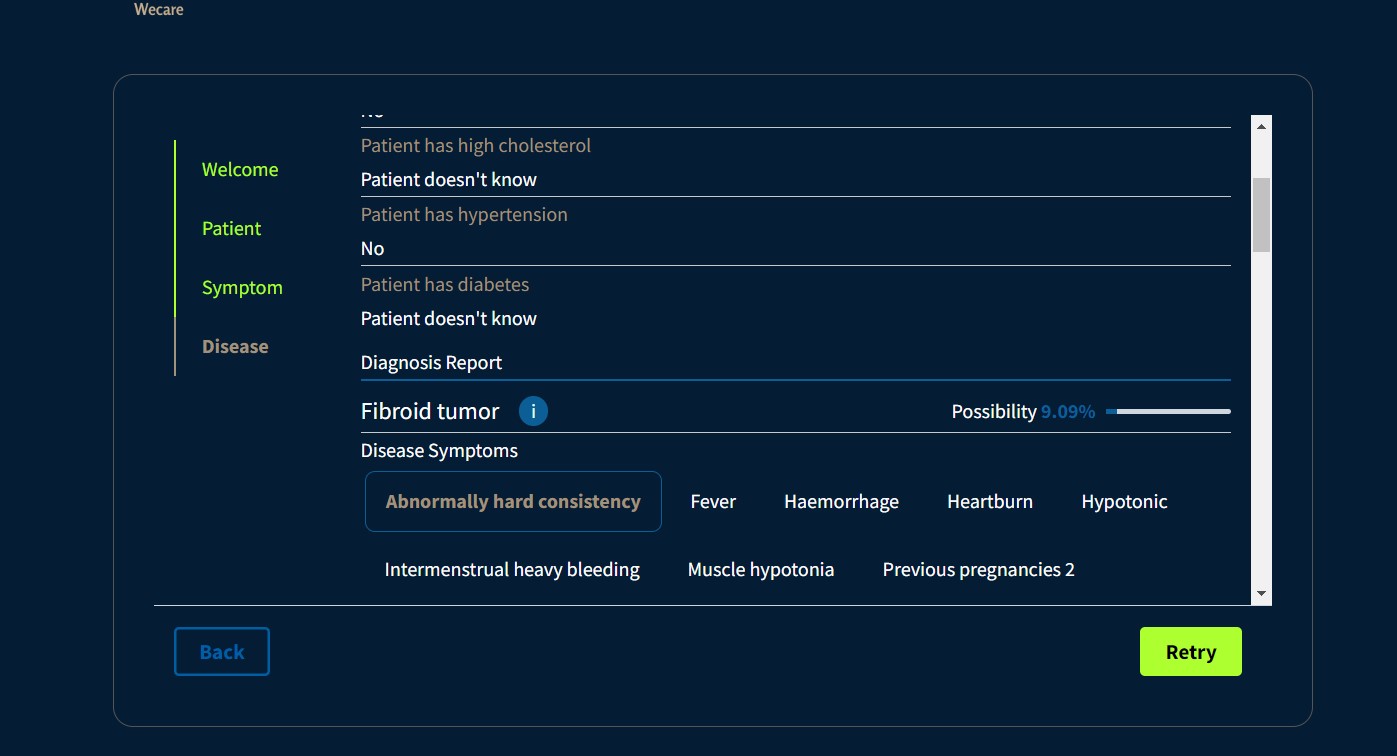 Wecare
Welcome
Patient
Symptom
Disease
No
Patient has high cholesterol
Patient doesn't know
Patient has hypertension
No
Patient has diabetes
Patient doesn't know
Diagnosis Report
Fibroid tumor i Possibility 9.09%
Disease Symptoms
Abnormally hard consistency Fever Haemorrhage Heartburn Hypotonic
Intermenstrual heavy bleeding Muscle hypotonia Previous pregnancies 2
Back Retry